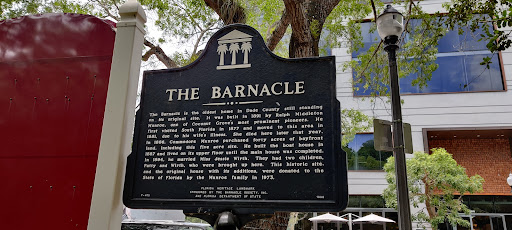 THE BARNACLE
The Barnacle is the oldest home in Dade County still standing
on its original site. It was built in 1891 by Ralph Middleton
Munroe, one of Coconut Grove's most prominent pioneers. He
first visited South Florida in 1877 and moved to this area in
1881, due to his wife's illness. She died here later that year.
In 1886, Commodore Munroe purchased forty acres of bayfront
land, including this five acre site. He built the boat house in
1887 and lived on its upper floor until the main house was completed.
In 1894, he married Miss Jessie Wirth. They had two children,
Patty and Wirth, who were brought up here. This historic site,
and the original house with its additions, were donated to the
State of Florida by the Munroe family in 1973.
FLORIDA HERITAGE LANDMARK
SPONSORED BY THE BARNACLE SOCIETY, INC.
AND FLORIDA DEPARTMENT OF STATE